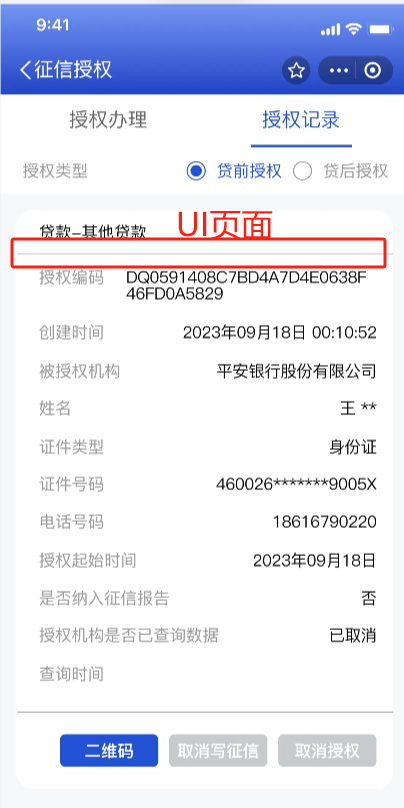 9:41
征信授权
授权办理 授权记录
授权类型 贷前授权 贷后授权
贷款-其他贷款
UI页面
授权编码 DQ0591408C7BD4A7D4E0638F
46FD0A5829
创建时间 2023年09月18日 00:10:52
被授权机构 平安银行股份有限公司
姓名 王 **
证件类型 身份证
证件号码 460026*******9005X
电话号码 18616790220
授权起始时间 2023年09月18日
是否纳入征信报告 否
授权机构是否已查询数据 已取消
查询时间
二维码 取消写征信 取消授权